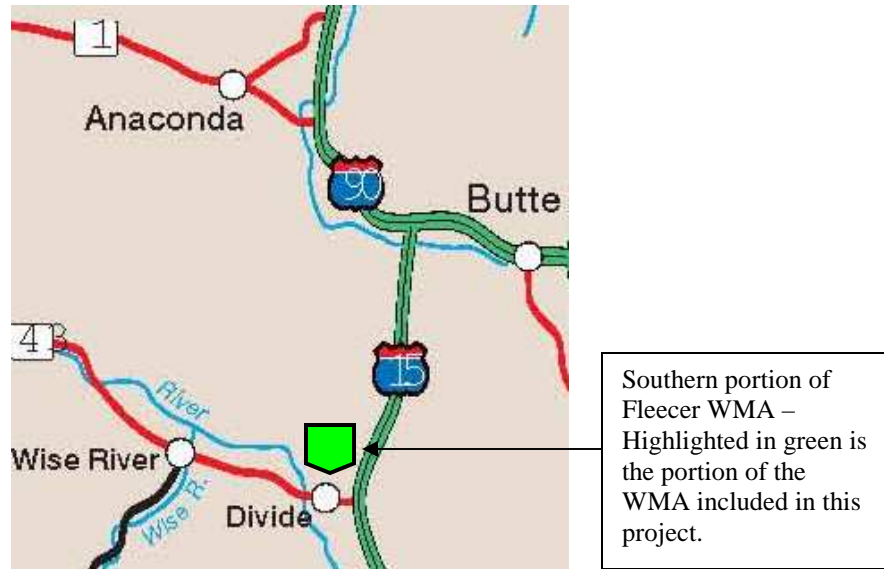 1
Anaconda
90
Butte
15
43
River
Wise River
Wise R.
Divide
Southern portion of
Fleecer WMA –
Highlighted in green is
the portion of the
WMA included in this
project.